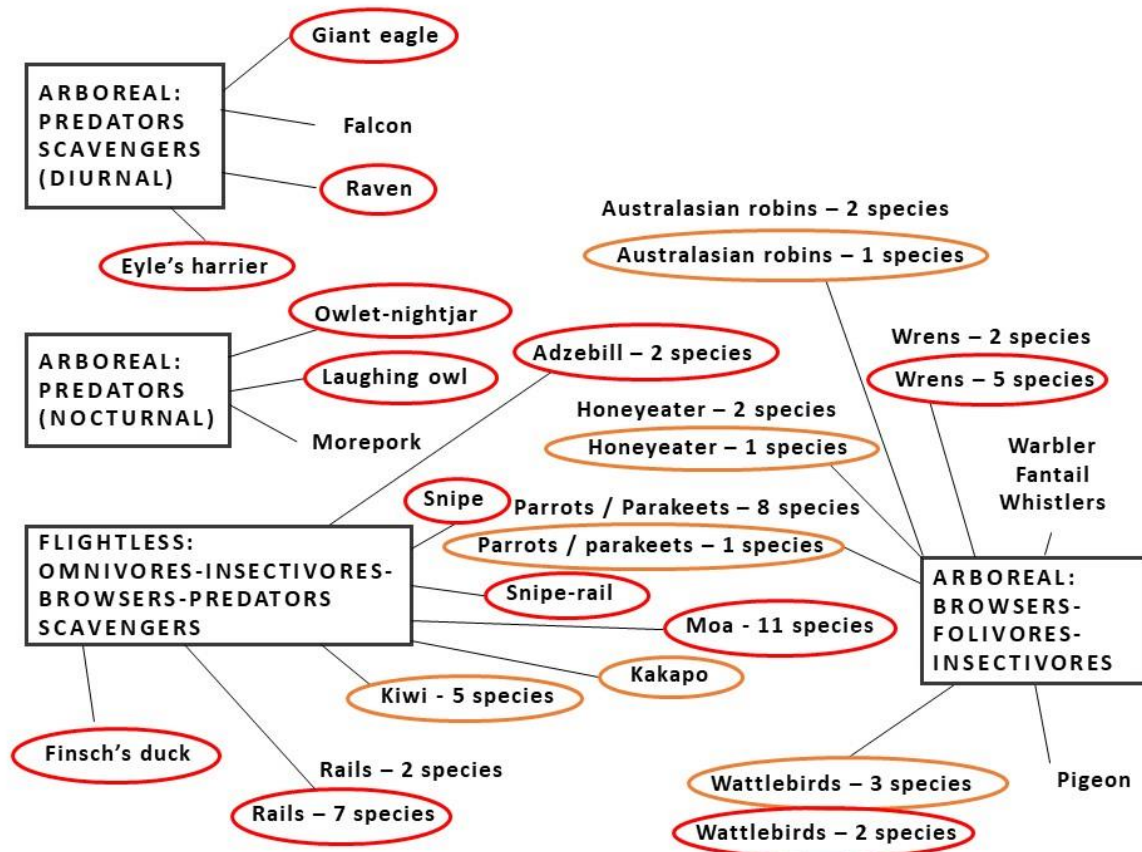 Giant eagle
ARBOREAL:
PREDATORS
SCAVENGERS
(DIURNAL)
Falcon
Raven
Eyle’s harrier
Owlet-nightjar
ARBOREAL:
PREDATORS
(NOCTURNAL)
Laughing owl
Morepork
Australasian robins – 2 species
Australasian robins – 1 species
Adzebill – 2 species
Wrens – 2 species
Wrens – 5 species
Honeyeater – 2 species
Honeyeater – 1 species
Warbler
Fantail
Whistlers
Snipe
Parrots / Parakeets – 8 species
Parrots / parakeets – 1 species
FLIGHTLESS:
OMNIVORES-INSECTIVORES-
BROWSERS-PREDATORS
SCAVENGERS
Snipe-rail
Moa - 11 species
Kakapo
Kiwi - 5 species
ARBOREAL:
BROWSERS-
FOLIVORES-
INSECTIVORES
Finsch’s duck
Rails – 2 species
Rails – 7 species
Wattlebirds – 3 species
Wattlebirds – 2 species
Pigeon